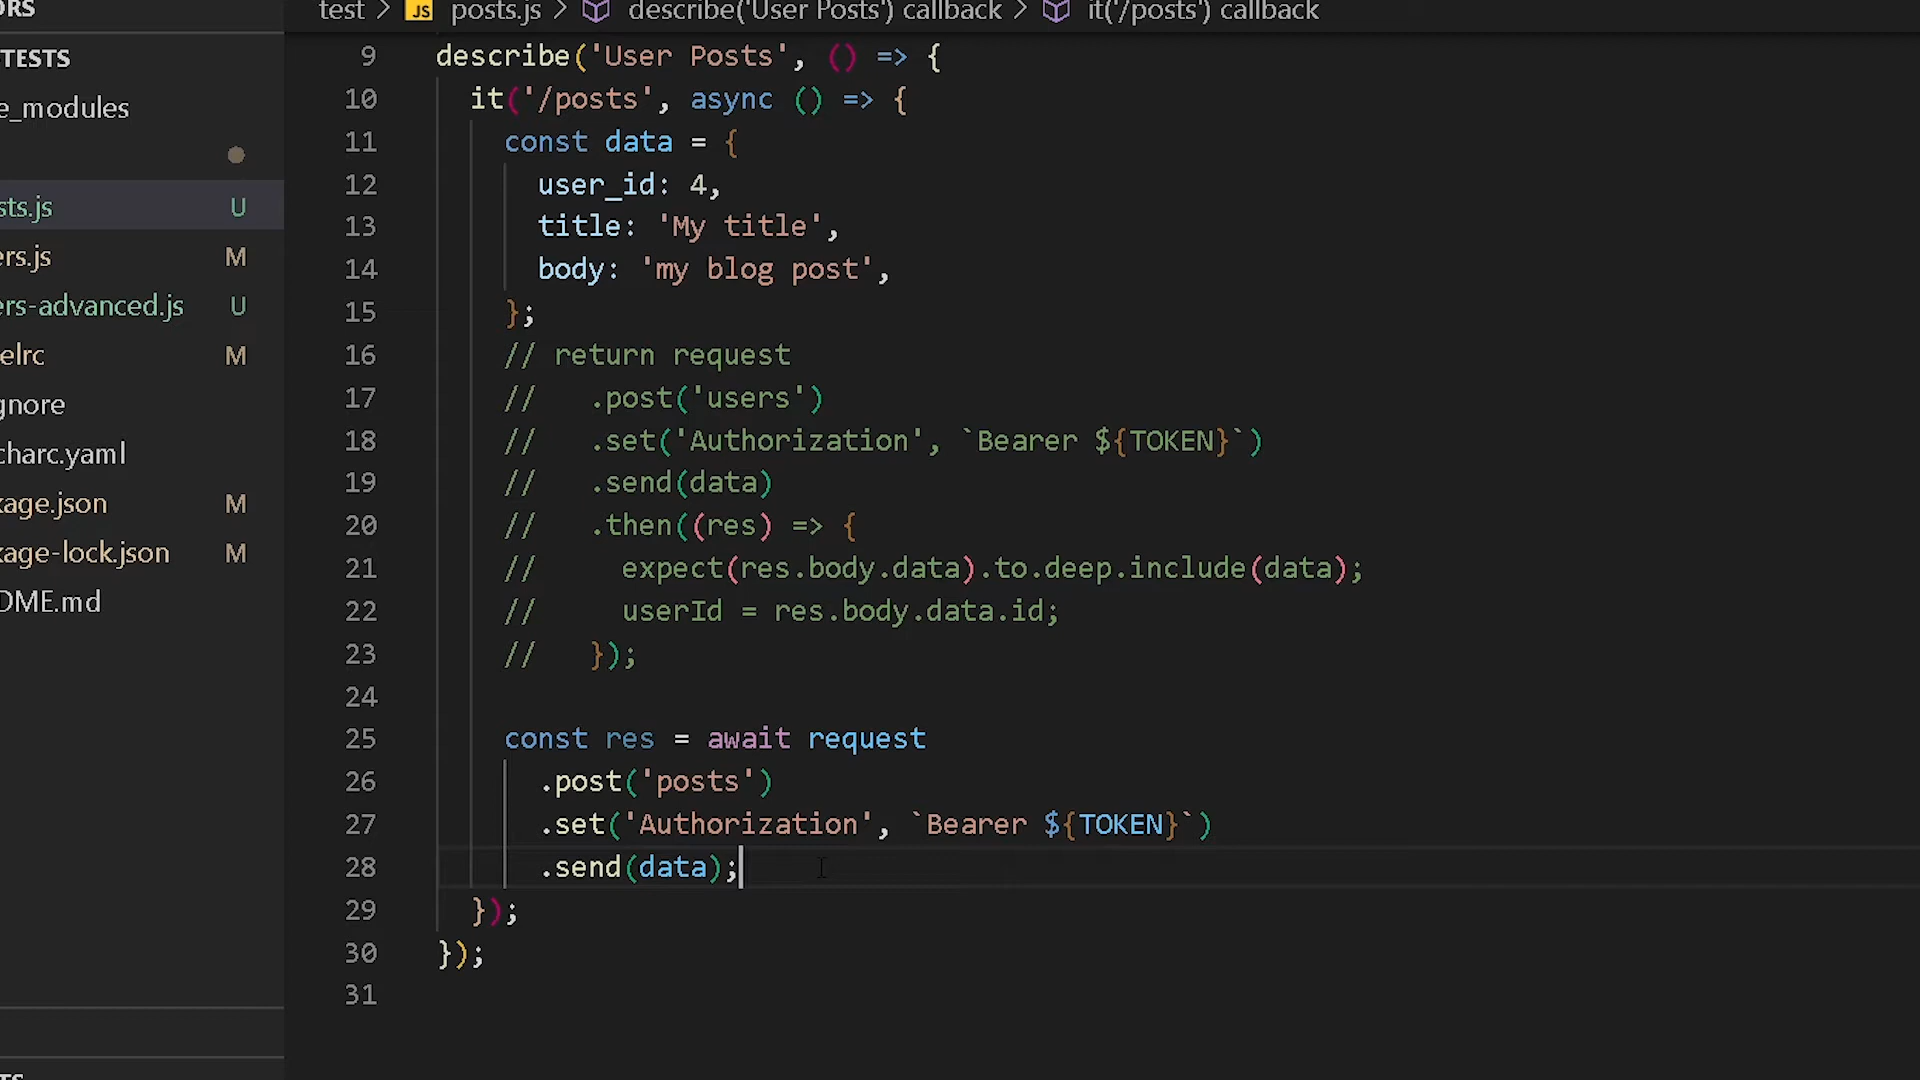 test > JS posts.js > describe('User Posts') callback > it('/posts') callback
ORS
TESTS
e_modules
sts.js U
ers.js M
ers-advanced.js U
elrc M
gnore
charc.yaml
kage.json M
kage-lock.json M
DME.md
9 describe('User Posts', () => {
10 it('/posts', async () => {
11 const data = {
12 user_id: 4,
13 title: 'My title',
14 body: 'my blog post',
15 };
16 // return request
17 // .post('users')
18 // .set('Authorization', `Bearer ${TOKEN}`)
19 // .send(data)
20 // .then((res) => {
21 // expect(res.body.data).to.deep.include(data);
22 // userId = res.body.data.id;
23 // });
24
25 const res = await request
26 .post('posts')
27 .set('Authorization', `Bearer ${TOKEN}`)
28 .send(data);
29 });
30 });
31